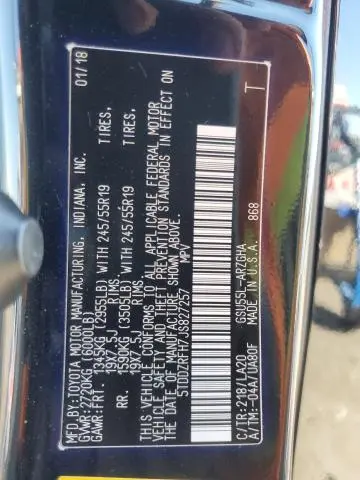 MFD. BY: TOYOTA MOTOR MANUFACTURING, INDIANA, INC. 01/18
GVWR: 2720KG(6000LB)
GAWR: FRT. 1345KG (2955LB) WITH 245/55R19 TIRES,
19X7.5J RIMS
RR. 1590KG (3505LB) WITH 245/55R19 TIRES,
19X7.5J RIMS
THIS VEHICLE CONFORMS TO ALL APPLICABLE FEDERAL MOTOR
VEHICLE SAFETY AND THEFT PREVENTION STANDARDS IN EFFECT ON
THE DATE OF MANUFACTURE SHOWN ABOVE.
5TDDZRFH7JS827257 MPV
C/TR: 218/LA20 GSU55L-ARZGHA T
A/TM: -04A/UA80F MADE IN U.S.A. 868